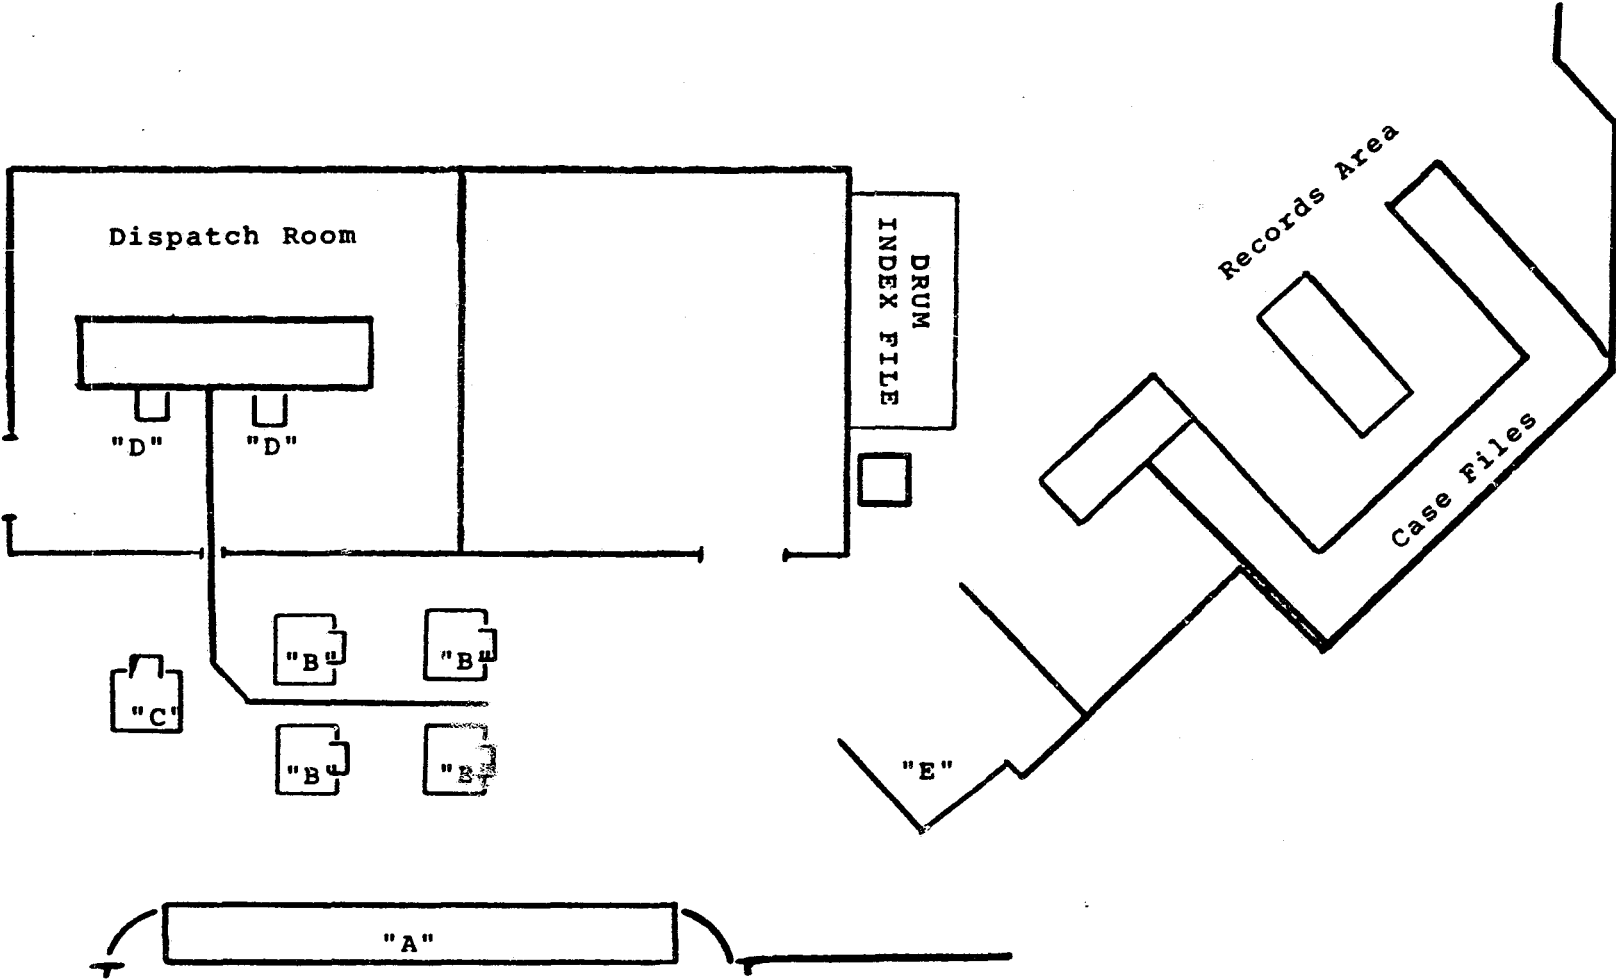 Records Area
Dispatch Room
DRUM
INDEX FILE
"D"
"D"
Case Files
"B"
"B"
"C"
"B"
"B"
"E"
"A"